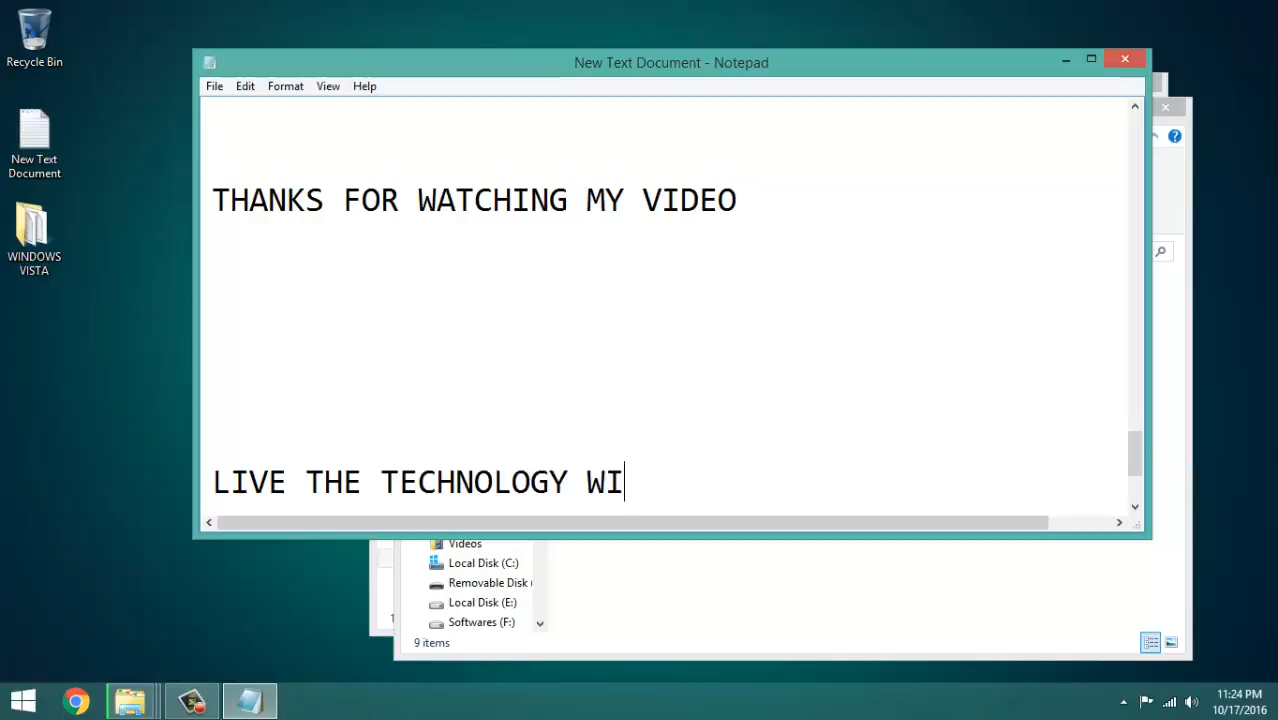 Recycle Bin
New Text
Document
WINDOWS
VISTA
New Text Document - Notepad
File Edit Format View Help
THANKS FOR WATCHING MY VIDEO
LIVE THE TECHNOLOGY WI
Videos
Local Disk (C:)
Removable Disk
Local Disk (E:)
Softwares (F:)
9 items
11:24 PM
10/17/2016